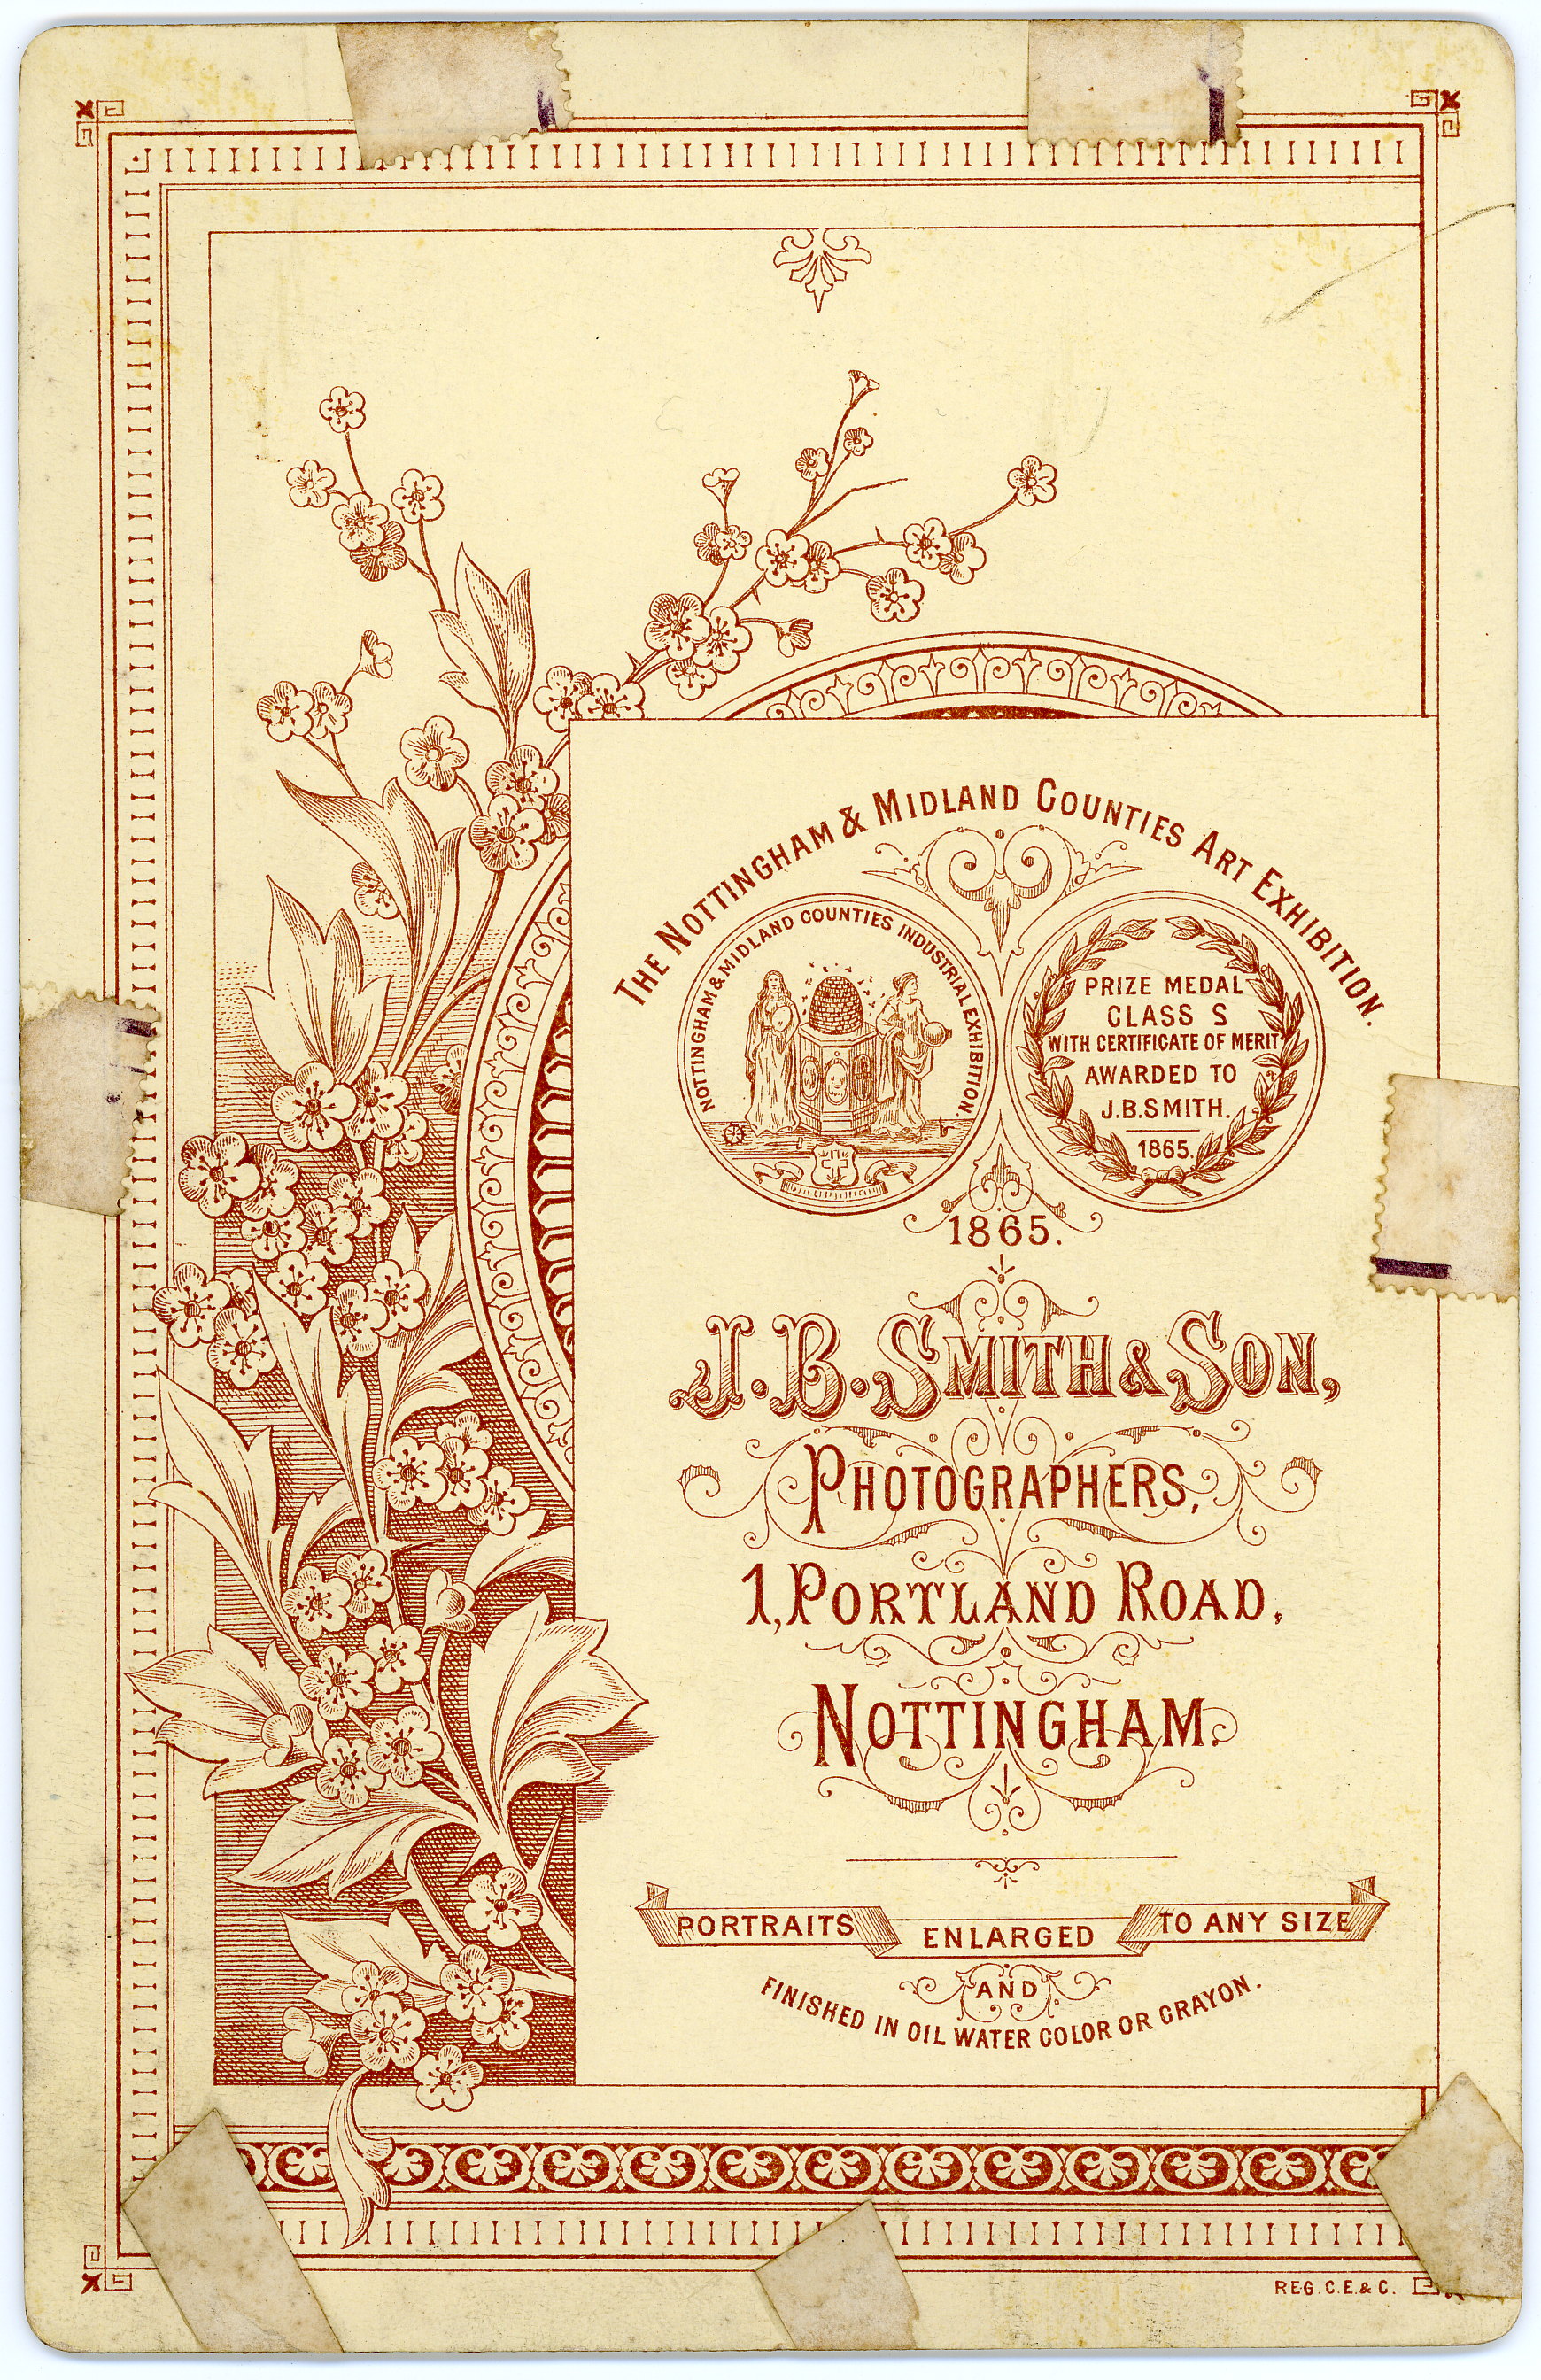 THE NOTTINGHAM & MIDLAND COUNTIES ART EXHIBITION.
NOTTINGHAM & MIDLAND COUNTIES INDUSTRIAL EXHIBITION.
PRIZE MEDAL
CLASS S
WITH CERTIFICATE OF MERIT
AWARDED TO
J.B.SMITH.
1865.
1865.
J.B.SMITH & SON,
PHOTOGRAPHERS,
1, PORTLAND ROAD,
NOTTINGHAM.
PORTRAITS ENLARGED TO ANY SIZE
AND
FINISHED IN OIL WATER COLOR OR CRAYON.
REG. C.E. & C.